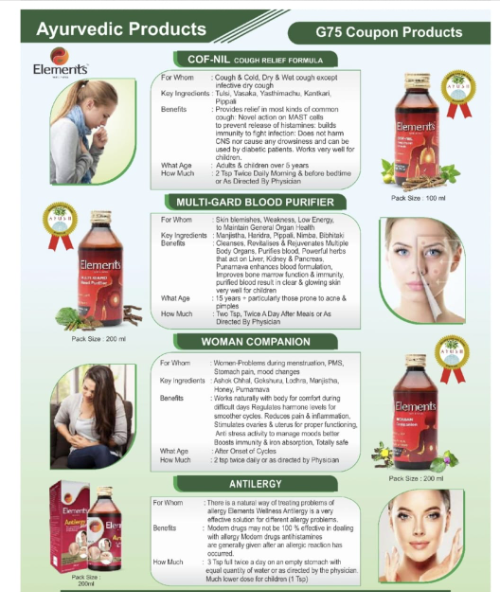 Ayurvedic Products
G75 Coupon Products
Elements
WELLNESS
COF-NIL COUGH RELIEF FORMULA
For Whom : Cough & Cold, Dry & Wet cough except
infective dry cough
Key Ingredients : Tulsi, Vasaka, Yasthimadhu, Kantkari,
Pippali
Benefits : Provides relief in most kinds of common
cough: Novel action on MAST cells
to prevent release of histamines: builds
immunity to fight infection: Does not harm
CNS nor cause any drowsiness and can be
used by diabetic patients. Works very well for
children.
What Age : Adults & children over 5 years
How Much : 2 Tsp Twice Daily Morning & before bedtime
or As Directed By Physician
AYUSH
Elements
Pack Size : 100 ml
MULTI-GARD BLOOD PURIFIER
For Whom : Skin blemishes, Weakness, Low Energy,
to Maintain General Organ Health
Key Ingredients : Manjistha, Haridra, Pippali, Nimba, Bibhitaki
Benefits : Cleanses, Revitalises & Rejuvenates Multiple
Body Organs, Purifies blood, Powerful herbs
that act on Liver, Kidney & Pancreas,
Punarnava enhances blood formulation,
Improves bone marrow function & immunity,
purified blood result in clear & glowing skin
very well for children
What Age : 15 years + particularly those prone to acne &
pimples
How Much : Two Tsp, Twice A Day After Meals or As
Directed By Physician
AYUSH
Elements
Pack Size : 200 ml
WOMAN COMPANION
For Whom : Women-Problems during menstruation, PMS,
Stomach pain, mood changes
Key Ingredients : Ashok Chhal, Gokshura, Lodhra, Manjistha,
Honey, Purnarnava
Benefits : Works naturally with body for comfort during
difficult days Regulates harmone levels for
smoother cycles. Reduces pain & inflammation,
Stimulates ovaries & uterus for proper functioning,
Anti stress activity to manage moods better
Boosts immunity & iron absorption, Totally safe
What Age : After Onset of Cycles
How Much : 2 tsp twice daily or as directed by Physician
AYUSH
Elements
Pack Size : 200 ml
ANTILERGY
For Whom : There is a natural way of treating problems of
allergy Elements Wellness Antilergy is a very
effective solution for different allergy problems.
Benefits : Modern drugs may not be 100 % effective in dealing
with allergy Modern drugs antihistamines
are generally given after an allergic reaction has
occurred.
How Much : 3 Tsp full twice a day on an empty stomach with
equal quantity of water or as directed by the physician.
Much lower dose for children (1 Tsp)
Elements
Antilergy
Pack Size :
200ml